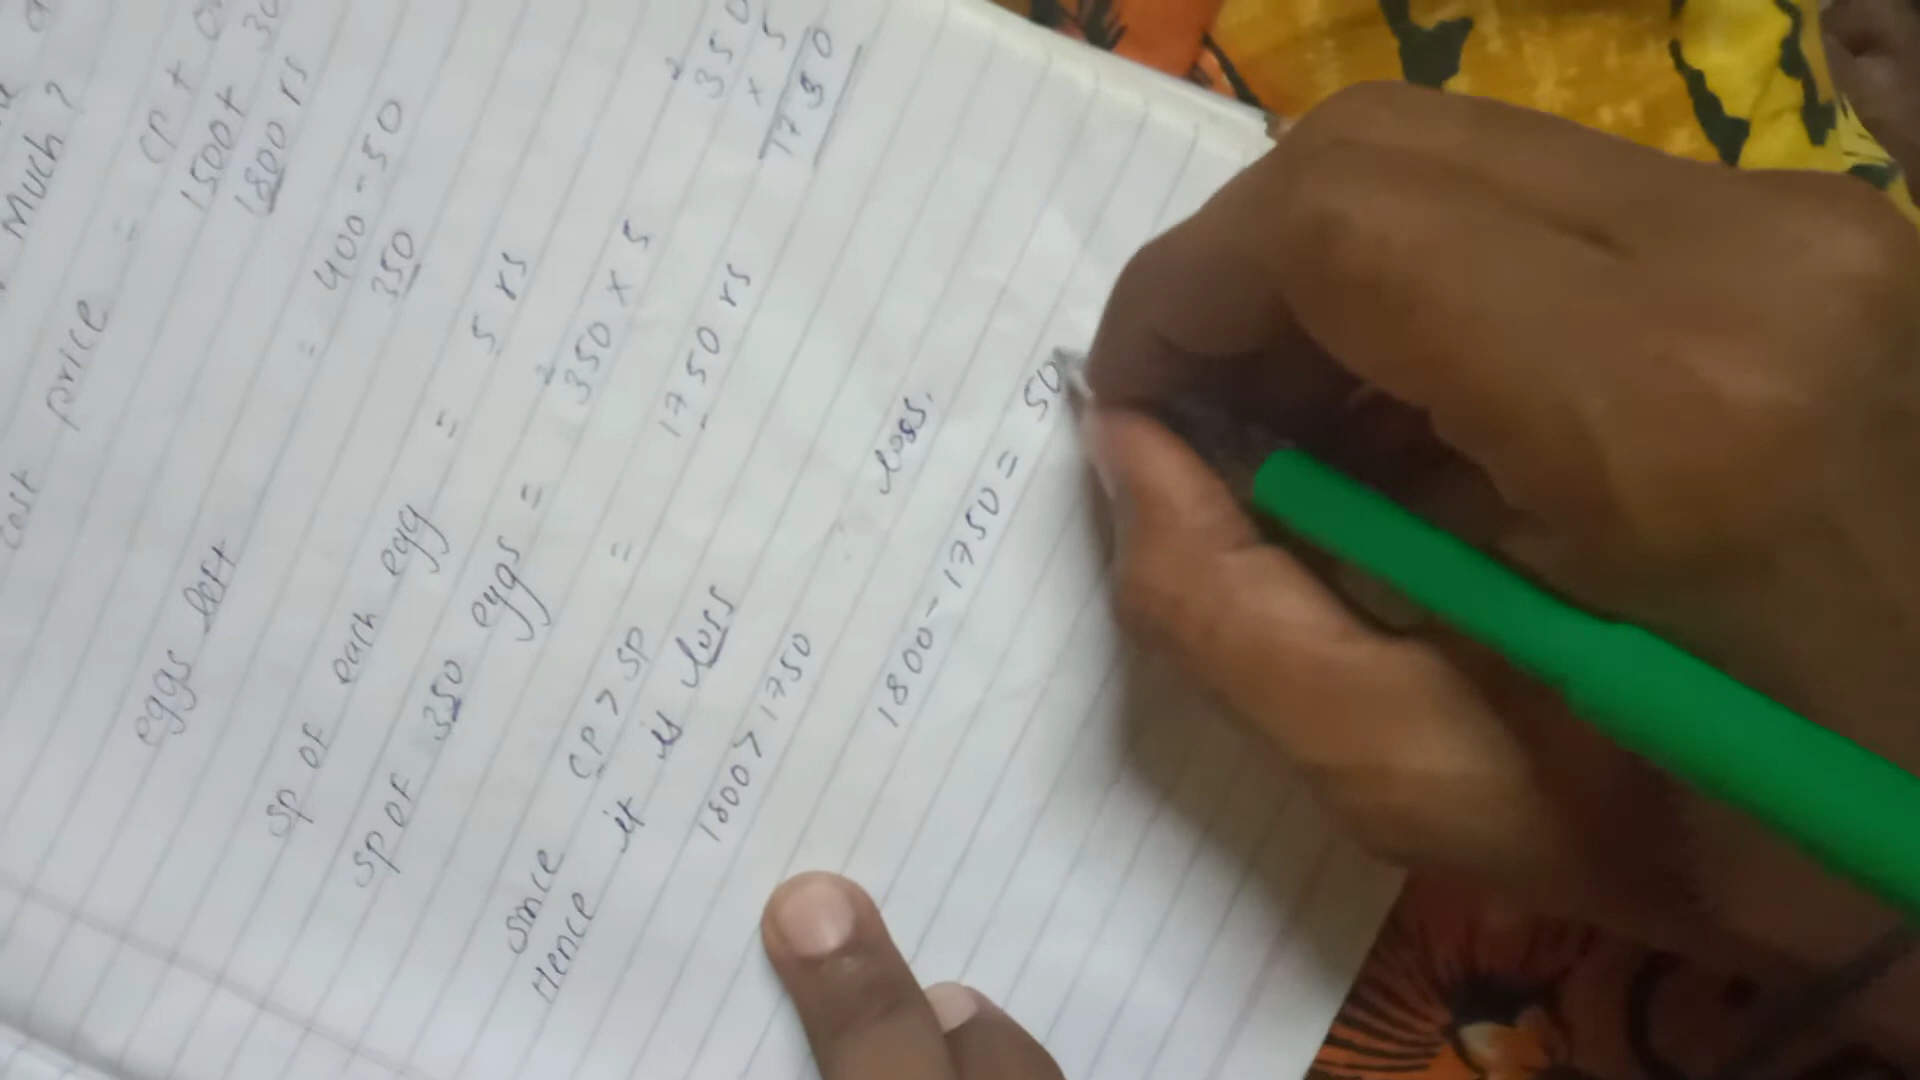 Much?
cost price = CP +
1500+ 30
1800 rs
eggs left = 400-50
350
SP of each egg = 5 rs
SP of 350 eggs = 350 x 5
= 1750 rs
2
350
x 5
1750
Since CP > SP
Hence it is loss
1800 > 1750 loss.
1800 - 1750 = 50